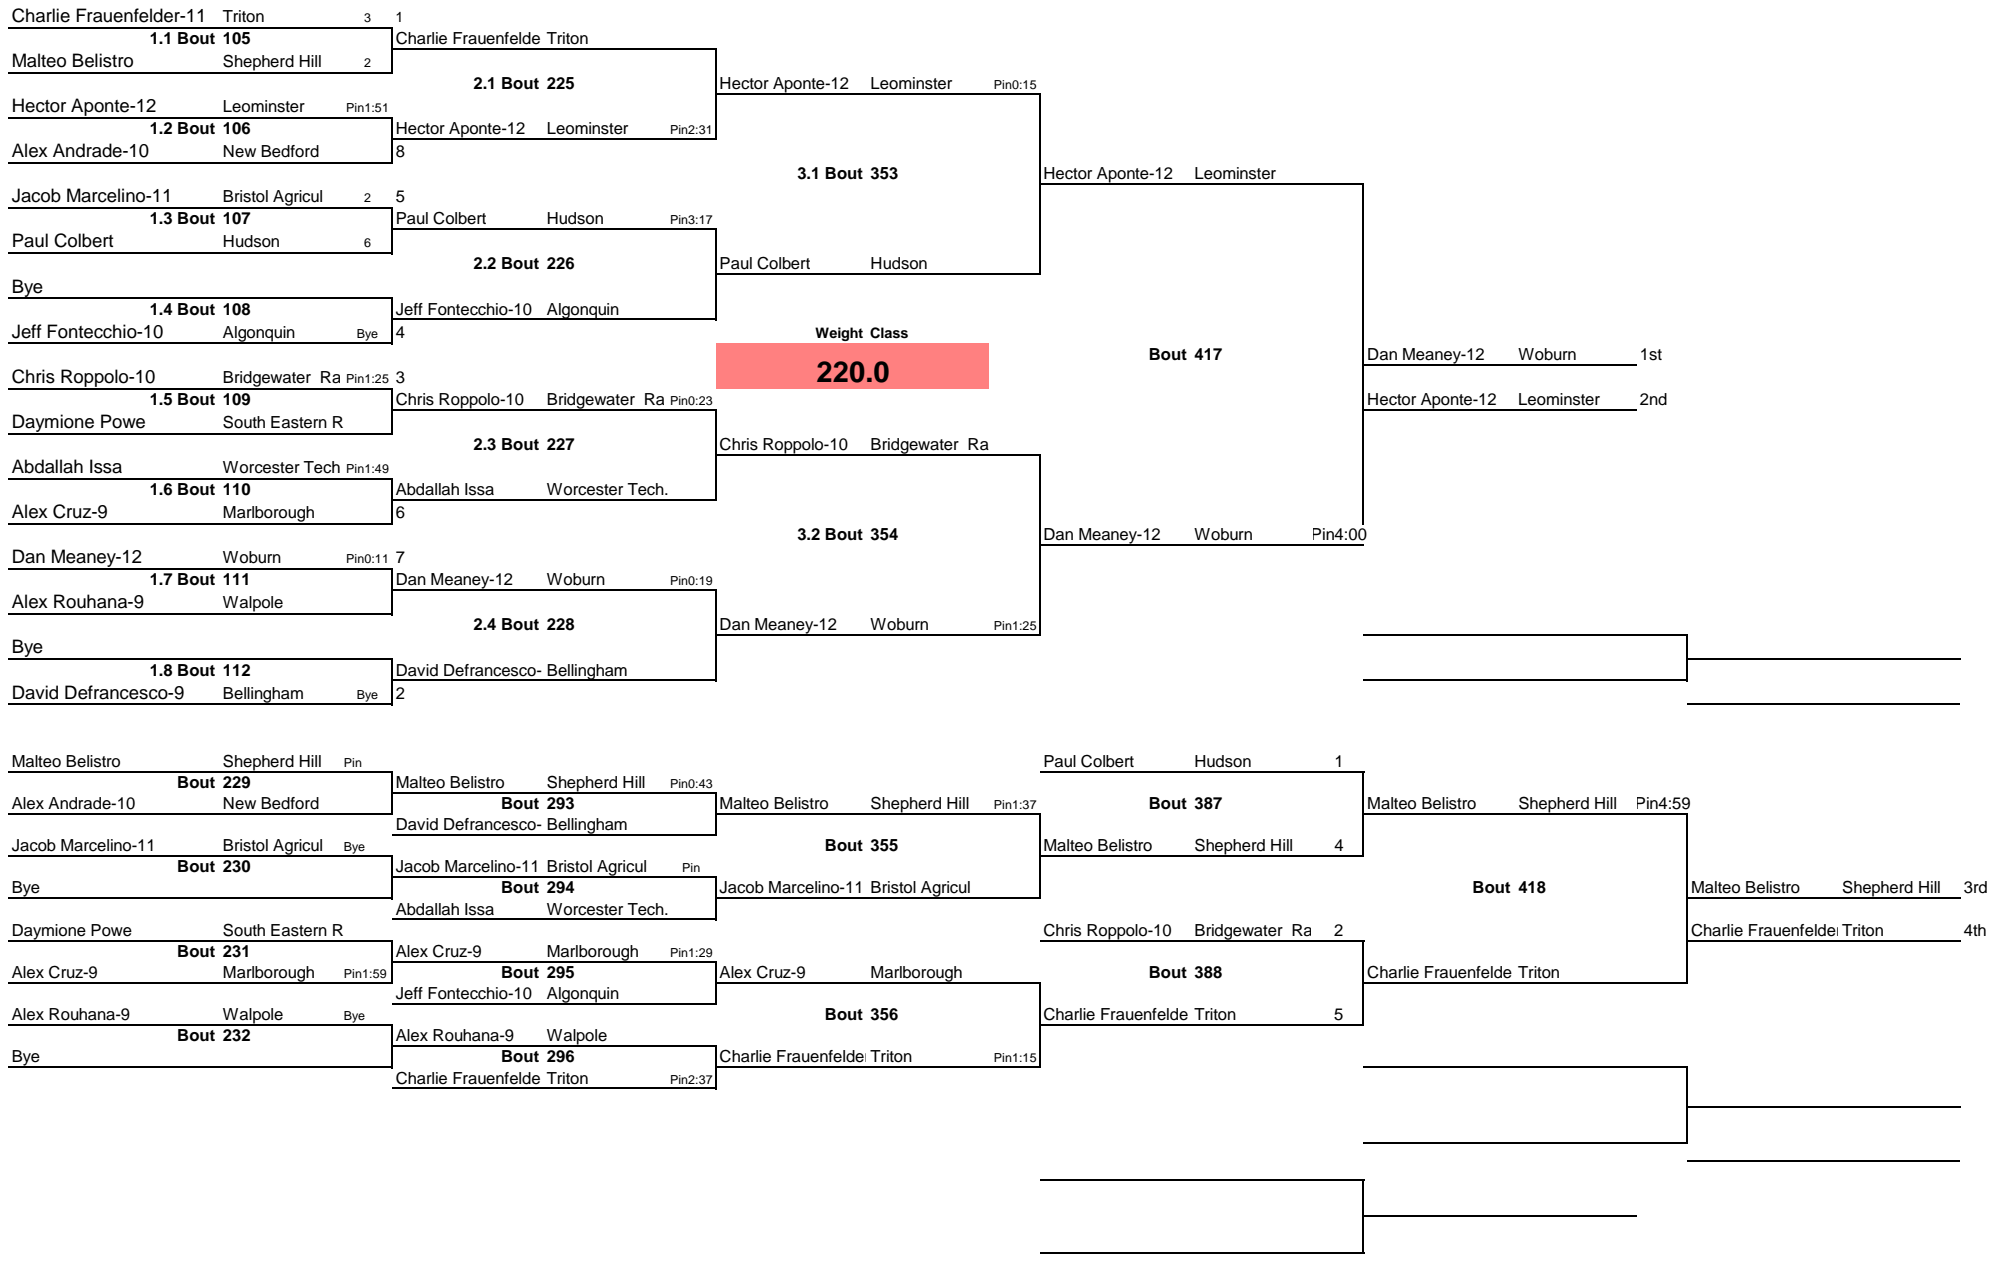 Charlie Frauenfelder-11 Triton 3 1
1.1 Bout 105 Charlie Frauenfelde Triton
Malteo Belistro Shepherd Hill 2
2.1 Bout 225 Hector Aponte-12 Leominster Pin0:15
Hector Aponte-12 Leominster Pin1:51
1.2 Bout 106 Hector Aponte-12 Leominster Pin2:31
Alex Andrade-10 New Bedford 8
3.1 Bout 353 Hector Aponte-12 Leominster
Jacob Marcelino-11 Bristol Agricul 2 5
1.3 Bout 107 Paul Colbert Hudson Pin3:17
Paul Colbert Hudson 6
2.2 Bout 226 Paul Colbert Hudson
Bye
1.4 Bout 108 Jeff Fontecchio-10 Algonquin
Jeff Fontecchio-10 Algonquin Bye 4 Weight Class
Bout 417 Dan Meaney-12 Woburn 1st
Chris Roppolo-10 Bridgewater Ra Pin1:25 3 220.0
1.5 Bout 109 Chris Roppolo-10 Bridgewater Ra Pin0:23 Hector Aponte-12 Leominster 2nd
Daymione Powe South Eastern R
2.3 Bout 227 Chris Roppolo-10 Bridgewater Ra
Abdallah Issa Worcester Tech Pin1:49
1.6 Bout 110 Abdallah Issa Worcester Tech.
Alex Cruz-9 Marlborough 6
3.2 Bout 354 Dan Meaney-12 Woburn Pin4:00
Dan Meaney-12 Woburn Pin0:11 7
1.7 Bout 111 Dan Meaney-12 Woburn Pin0:19
Alex Rouhana-9 Walpole
2.4 Bout 228 Dan Meaney-12 Woburn Pin1:25
Bye
1.8 Bout 112 David Defrancesco- Bellingham
David Defrancesco-9 Bellingham Bye 2
Malteo Belistro Shepherd Hill Pin Paul Colbert Hudson 1
Bout 229 Malteo Belistro Shepherd Hill Pin0:43
Alex Andrade-10 New Bedford Bout 293 Malteo Belistro Shepherd Hill Pin1:37 Bout 387 Malteo Belistro Shepherd Hill Pin4:59
David Defrancesco- Bellingham
Jacob Marcelino-11 Bristol Agricul Bye Bout 355 Malteo Belistro Shepherd Hill 4
Bout 230 Jacob Marcelino-11 Bristol Agricul Pin
Bye Bout 294 Jacob Marcelino-11 Bristol Agricul Bout 418 Malteo Belistro Shepherd Hill 3rd
Abdallah Issa Worcester Tech.
Daymione Powe South Eastern R Chris Roppolo-10 Bridgewater Ra 2 Charlie Frauenfelde Triton 4th
Bout 231 Alex Cruz-9 Marlborough Pin1:29
Alex Cruz-9 Marlborough Pin1:59 Bout 295 Alex Cruz-9 Marlborough Bout 388 Charlie Frauenfelde Triton
Jeff Fontecchio-10 Algonquin
Alex Rouhana-9 Walpole Bye Bout 356 Charlie Frauenfelde Triton 5
Bout 232 Alex Rouhana-9 Walpole
Bye Bout 296 Charlie Frauenfelde Triton Pin1:15
Charlie Frauenfelde Triton Pin2:37